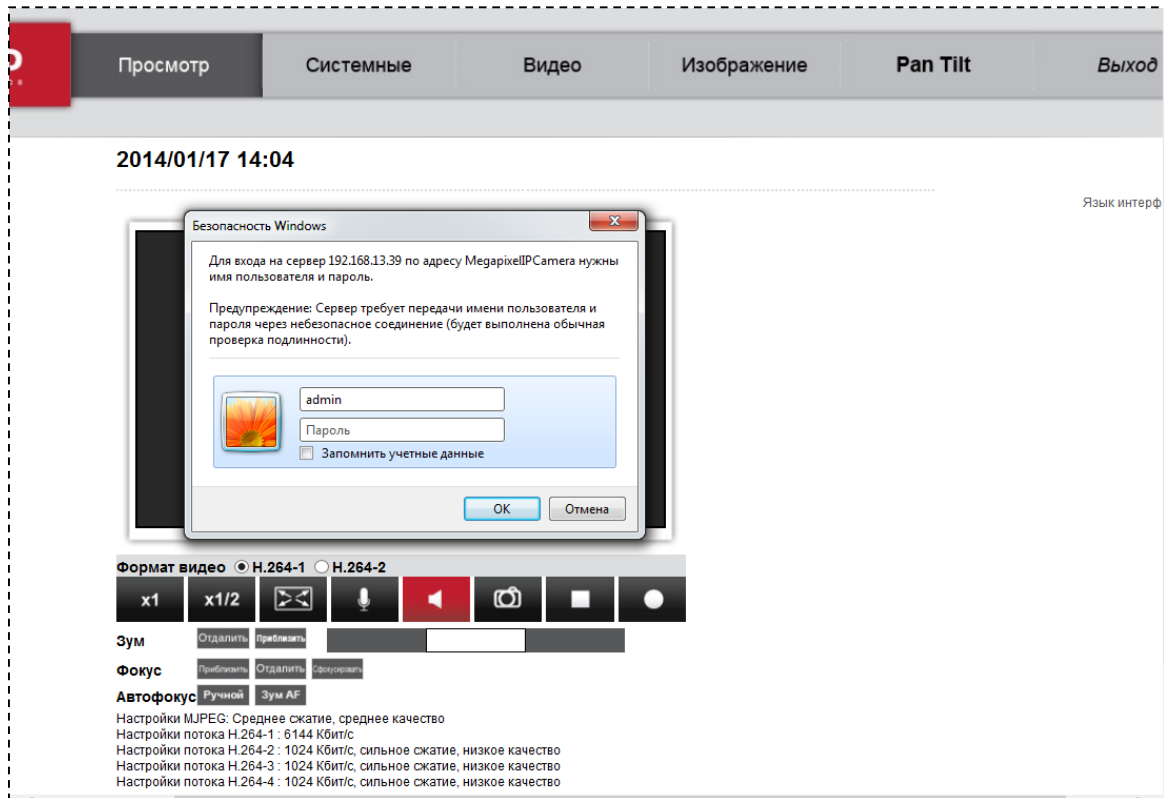 Просмотр
Системные
Видео
Изображение
Pan Tilt
Выход
2014/01/17 14:04
Язык интерф
Безопасность Windows
Для входа на сервер 192.168.13.39 по адресу MegapixelIPCamera нужны
имя пользователя и пароль.
Предупреждение: Сервер требует передачи имени пользователя и
пароля через небезопасное соединение (будет выполнена обычная
проверка подлинности).
admin
Пароль
Запомнить учетные данные
ОК
Отмена
Формат видео H.264-1 H.264-2
x1 x1/2
Зум Отдалить Приблизить
Фокус Приблизить Отдалить Сфокусировать
Автофокус Ручной Зум AF
Настройки MJPEG: Среднее сжатие, среднее качество
Настройки потока H.264-1 : 6144 Кбит/с
Настройки потока H.264-2 : 1024 Кбит/с, сильное сжатие, низкое качество
Настройки потока H.264-3 : 1024 Кбит/с, сильное сжатие, низкое качество
Настройки потока H.264-4 : 1024 Кбит/с, сильное сжатие, низкое качество